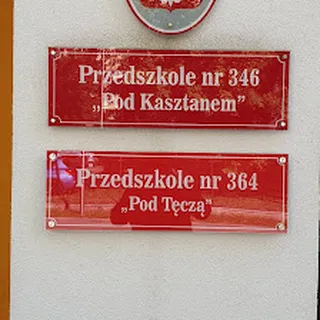 Przedszkole nr 346
„Pod Kasztanem”
Przedszkole nr 364
„Pod Tęczą”